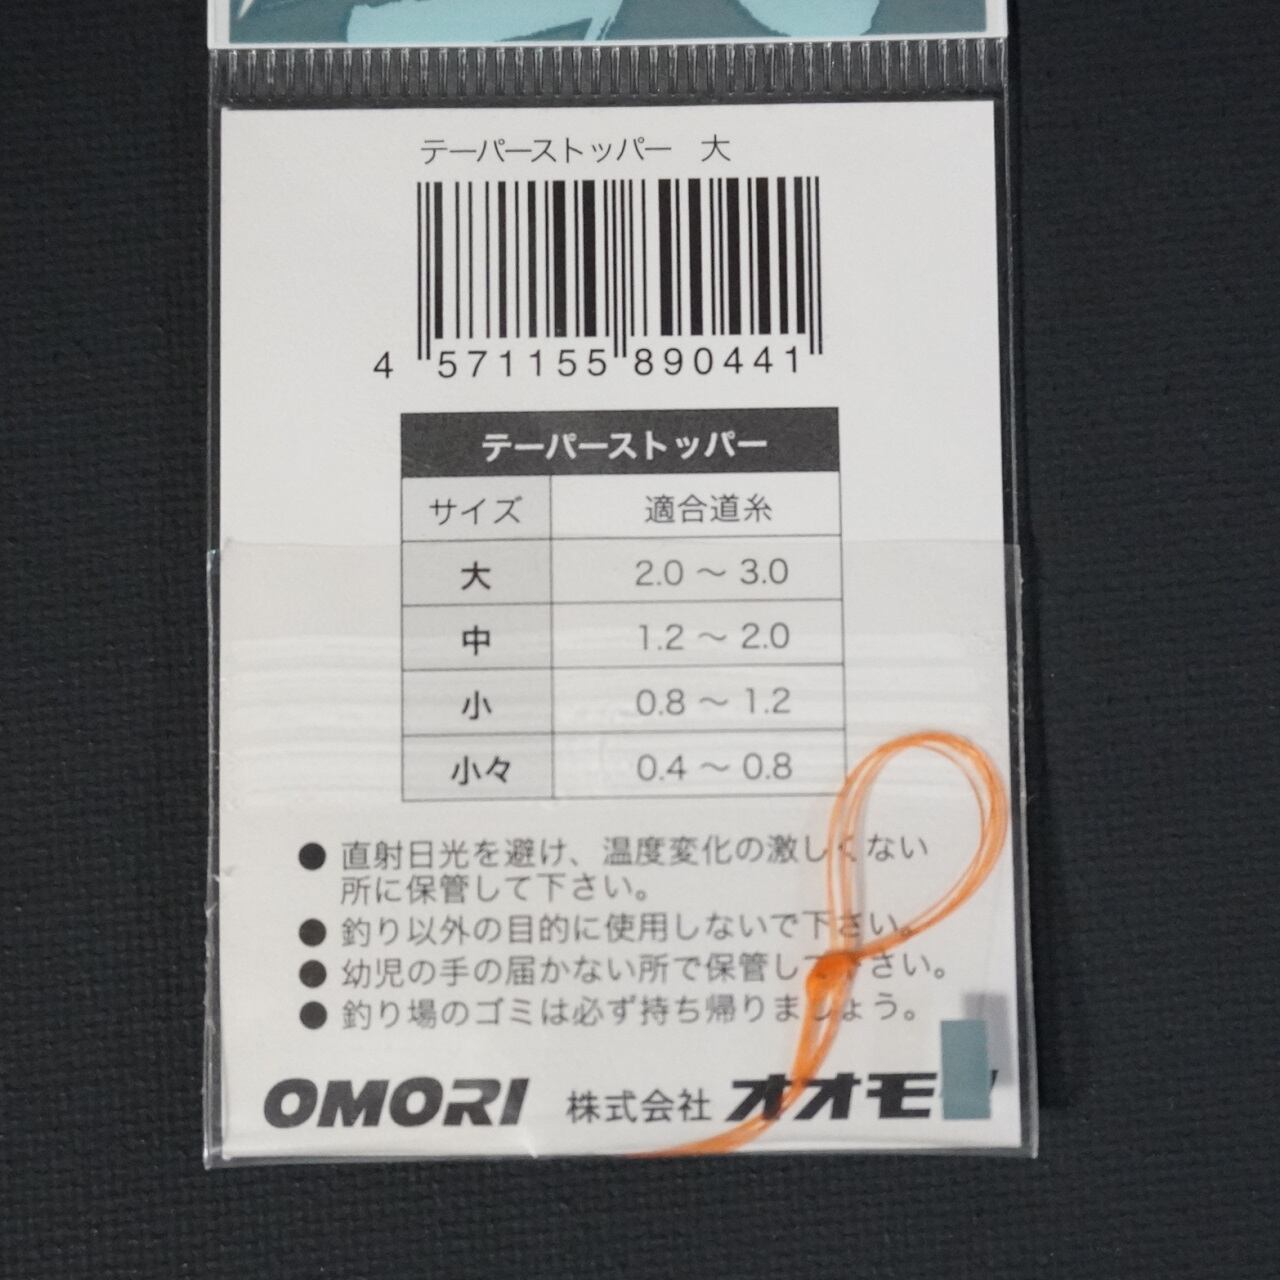 テーパーストッパー 大
4 571155 890441
テーパーストッパー
サイズ 適合道糸
大 2.0 ～ 3.0
中 1.2 ～ 2.0
小 0.8 ～ 1.2
小々 0.4 ～ 0.8
● 直射日光を避け、温度変化の激しくない
所に保管して下さい。
● 釣り以外の目的に使用しないで下さい。
● 幼児の手の届かない所で保管して下さい。
● 釣り場のゴミは必ず持ち帰りましょう。
OMORI 株式会社 オオモ